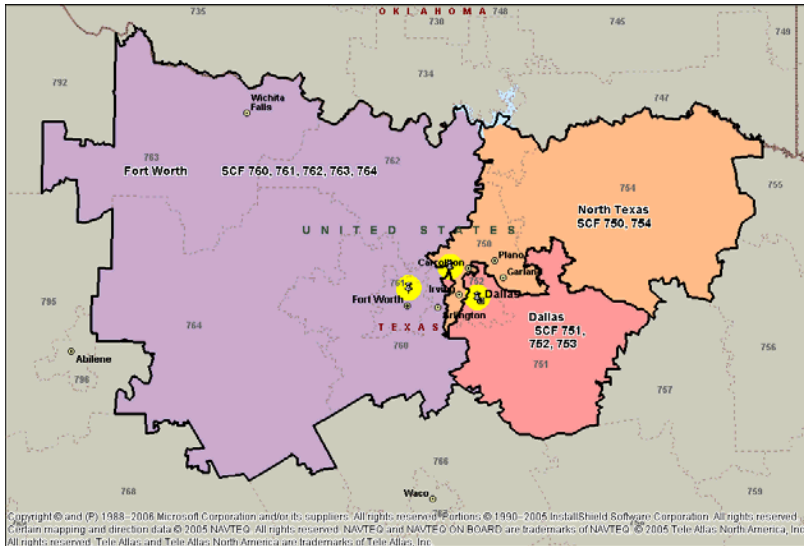 735
OKLAHOMA
730
748
745
749
792
734
747
Wichita
Falls
763
762
Fort Worth SCF 760, 761, 762, 763, 764
755
754
North Texas
SCF 750, 754
UNITED STATES
750
Plano
Carrollton
Garland
761
752
Irving
Dallas
Fort Worth
Arlington
795
764
TEXAS
760
Dallas
SCF 751,
752, 753
751
756
Abilene
796
757
766
768
Waco
759
Copyright © and (P) 1988–2006 Microsoft Corporation and/or its suppliers. All rights reserved. Portions © 1990–2005 InstallShield Software Corporation. All rights reserved.
Certain mapping and direction data © 2005 NAVTEQ. All rights reserved. NAVTEQ and NAVTEQ ON BOARD are trademarks of NAVTEQ. © 2005 Tele Atlas North America, Inc.
All rights reserved. Tele Atlas and Tele Atlas North America are trademarks of Tele Atlas, Inc.